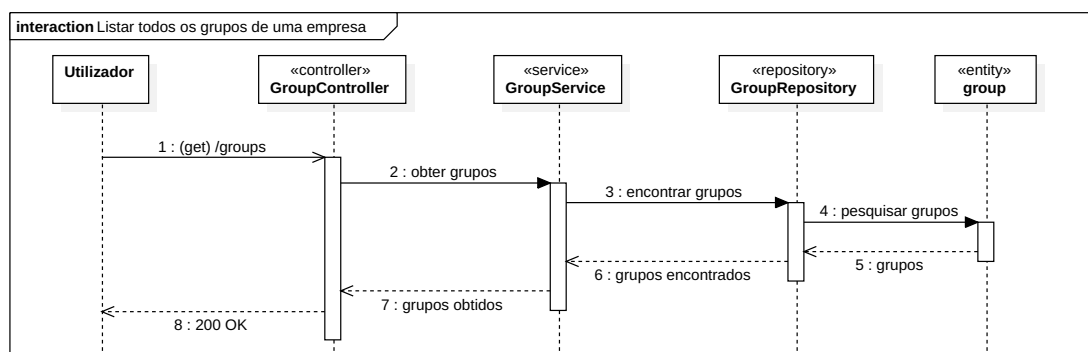 interaction Listar todos os grupos de uma empresa
Utilizador
«controller»
GroupController
«service»
GroupService
«repository»
GroupRepository
«entity»
group
1 : (get) /groups
2 : obter grupos
3 : encontrar grupos
4 : pesquisar grupos
5 : grupos
6 : grupos encontrados
7 : grupos obtidos
8 : 200 OK